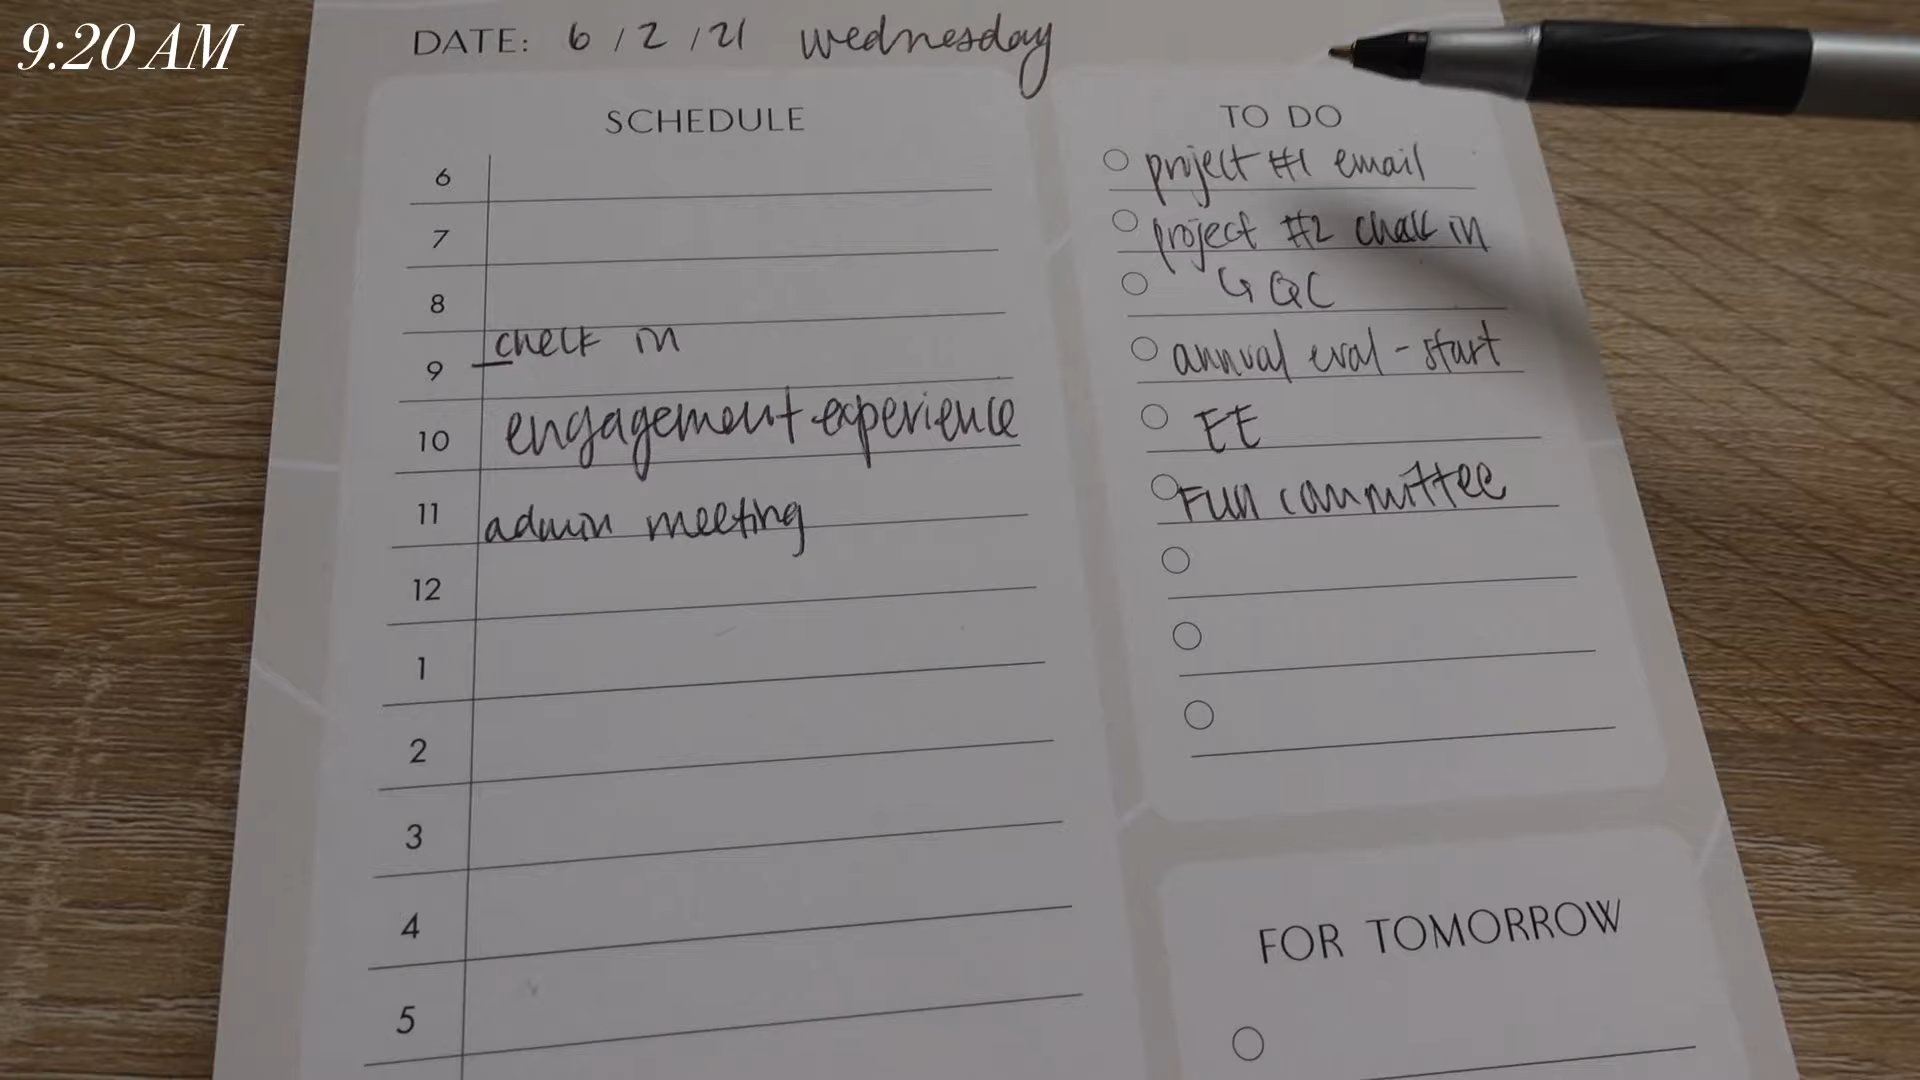 9:20 AM
DATE: 6/2/21 wednesday
SCHEDULE
6
7
8
9 check in
10 engagement experience
11 admin meeting
12
1
2
3
4
5
TO DO
project #1 email
project #2 check in
GQC
annual eval - start
EE
Fun committee
FOR TOMORROW